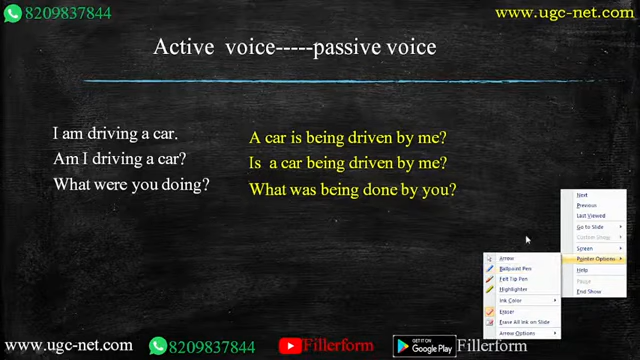 8209837844
www.ugc-net.com
Active voice-----passive voice
I am driving a car.
A car is being driven by me?
Am I driving a car?
Is a car being driven by me?
What were you doing?
What was being done by you?
Next
Previous
Last Viewed
Go to Slide
Custom Show
Screen
Pointer Options
Help
Pause
End Show
Arrow
Ballpoint Pen
Felt Tip Pen
Highlighter
Ink Color
Eraser
Erase All Ink on Slide
Arrow Options
www.ugc-net.com
8209837844
Fillerform
GET IT ON
Google Play
Fillerform